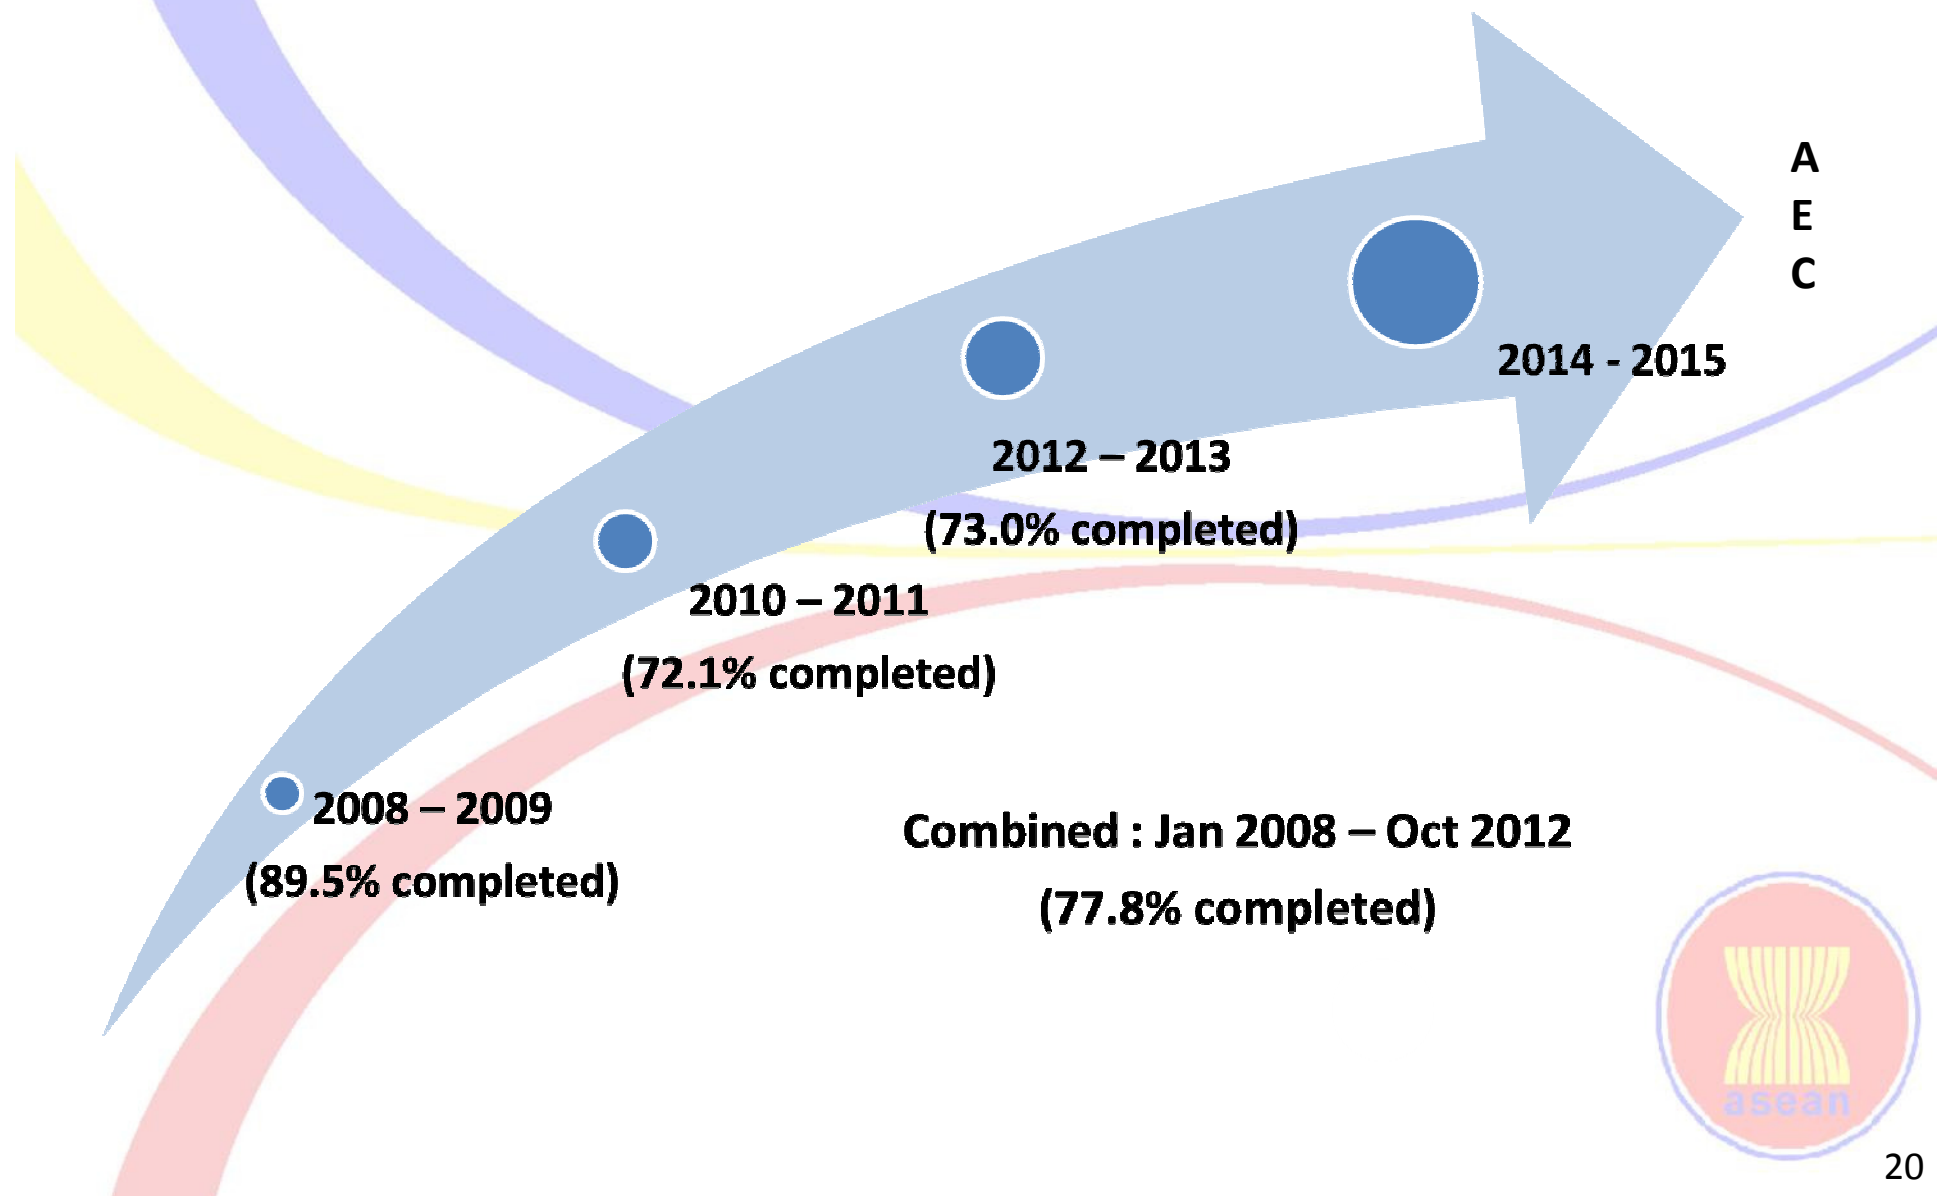 A
E
C
2014 - 2015
2012 – 2013
(73.0% completed)
2010 – 2011
(72.1% completed)
2008 – 2009
(89.5% completed)
Combined : Jan 2008 – Oct 2012
(77.8% completed)
asean
20